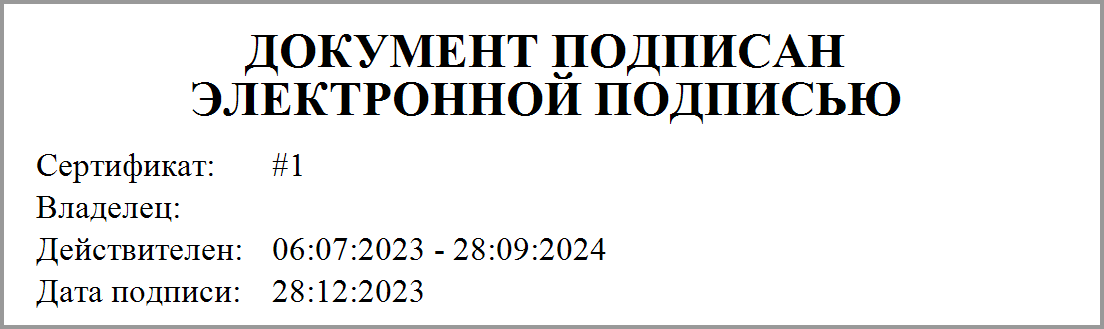 ДОКУМЕНТ ПОДПИСАН
ЭЛЕКТРОННОЙ ПОДПИСЬЮ
Сертификат: #1
Владелец:
Действителен: 06:07:2023 - 28:09:2024
Дата подписи: 28:12:2023